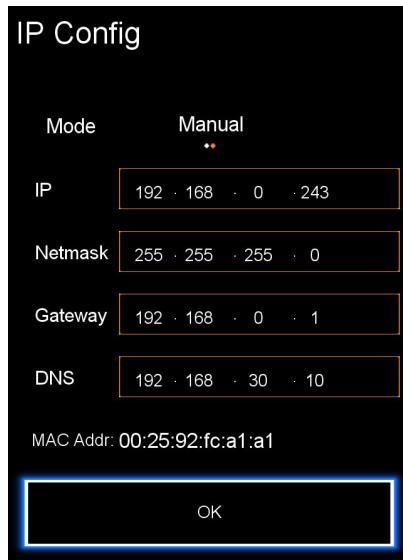 IP Config
Mode Manual
IP 192 . 168 . 0 . 243
Netmask 255 . 255 . 255 . 0
Gateway 192 . 168 . 0 . 1
DNS 192 . 168 . 30 . 10
MAC Addr: 00:25:92:fc:a1:a1
OK